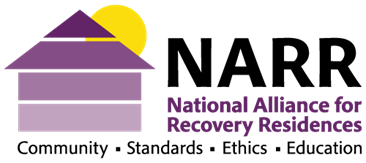 NARR
National Alliance for
Recovery Residences
Community ▪ Standards ▪ Ethics ▪ Education